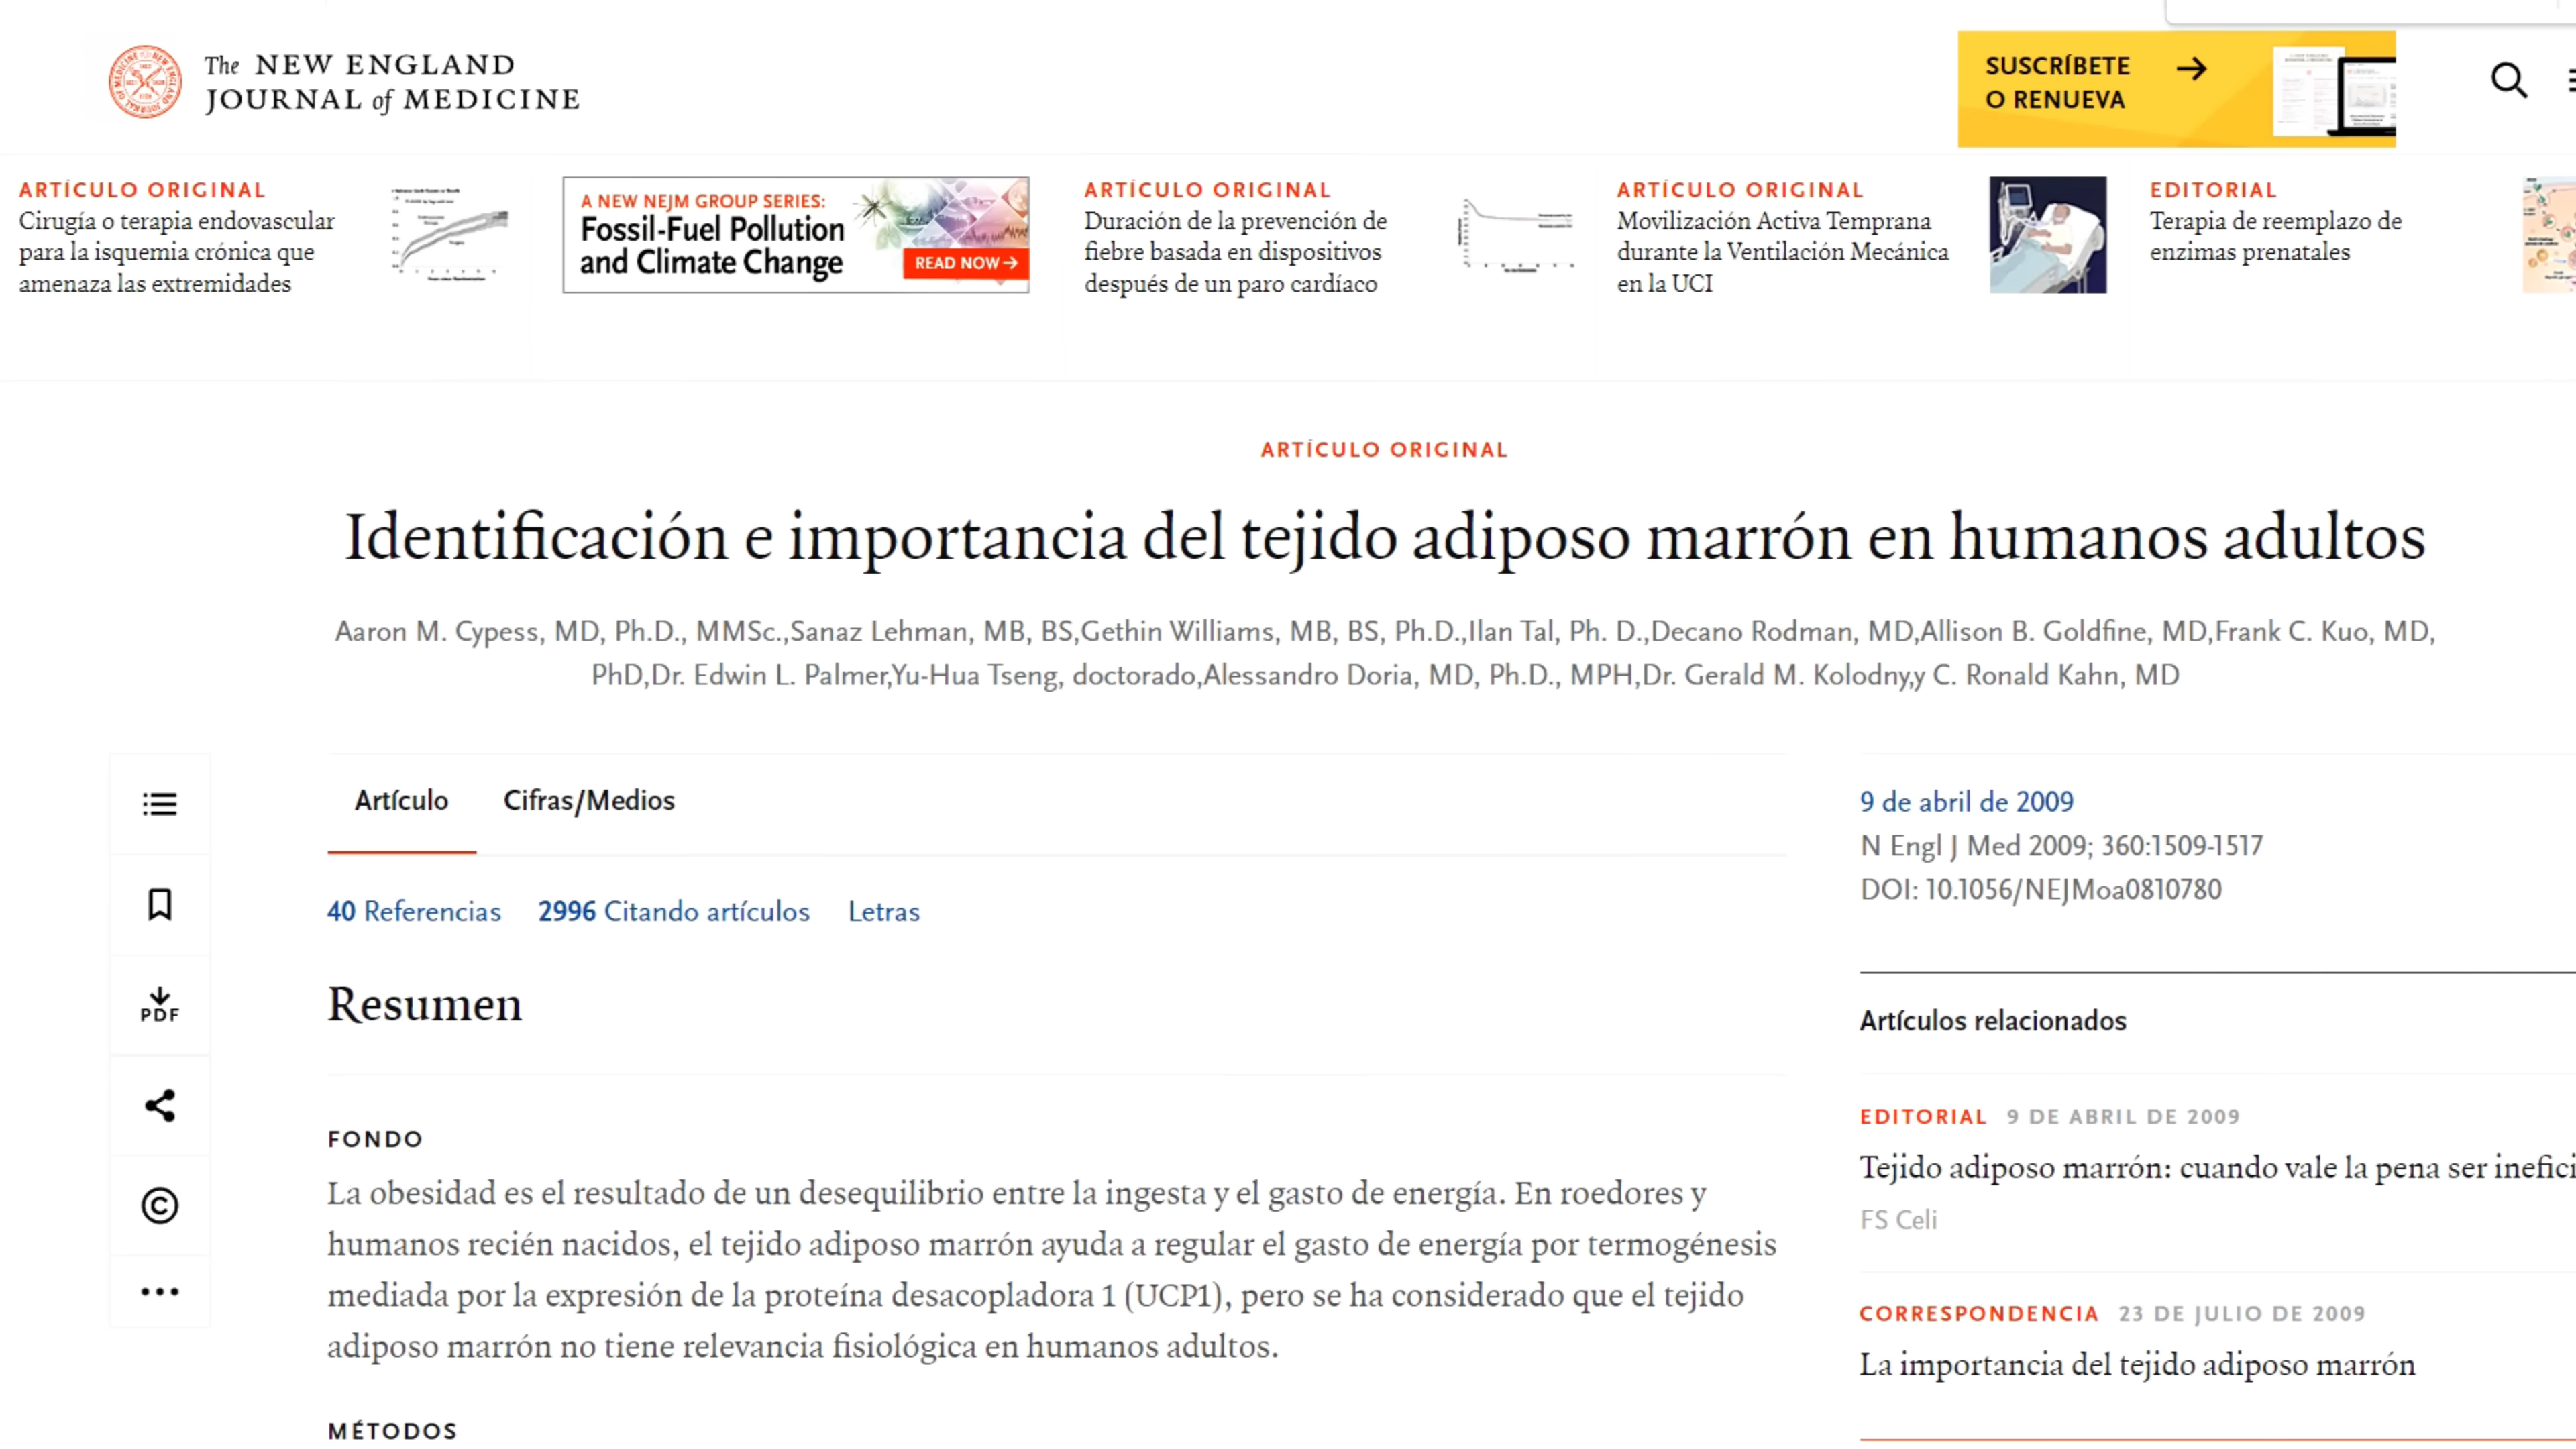 The NEW ENGLAND
JOURNAL of MEDICINE
SUSCRÍBETE
O RENUEVA
ARTÍCULO ORIGINAL
Cirugía o terapia endovascular
para la isquemia crónica que
amenaza las extremidades
A NEW NEJM GROUP SERIES:
Fossil-Fuel Pollution
and Climate Change
READ NOW
ARTÍCULO ORIGINAL
Duración de la prevención de
fiebre basada en dispositivos
después de un paro cardíaco
ARTÍCULO ORIGINAL
Movilización Activa Temprana
durante la Ventilación Mecánica
en la UCI
EDITORIAL
Terapia de reemplazo de
enzimas prenatales
ARTÍCULO ORIGINAL
Identificación e importancia del tejido adiposo marrón en humanos adultos
Aaron M. Cypess, MD, Ph.D., MMSc.,Sanaz Lehman, MB, BS,Gethin Williams, MB, BS, Ph.D.,Ilan Tal, Ph. D.,Decano Rodman, MD,Allison B. Goldfine, MD,Frank C. Kuo, MD,
PhD,Dr. Edwin L. Palmer,Yu-Hua Tseng, doctorado,Alessandro Doria, MD, Ph.D., MPH,Dr. Gerald M. Kolodny,y C. Ronald Kahn, MD
Artículo
Cifras/Medios
40 Referencias
2996 Citando artículos
Letras
PDF
Resumen
FONDO
La obesidad es el resultado de un desequilibrio entre la ingesta y el gasto de energía. En roedores y
humanos recién nacidos, el tejido adiposo marrón ayuda a regular el gasto de energía por termogénesis
mediada por la expresión de la proteína desacopladora 1 (UCP1), pero se ha considerado que el tejido
adiposo marrón no tiene relevancia fisiológica en humanos adultos.
MÉTODOS
9 de abril de 2009
N Engl J Med 2009; 360:1509-1517
DOI: 10.1056/NEJMoa0810780
Artículos relacionados
EDITORIAL 9 DE ABRIL DE 2009
Tejido adiposo marrón: cuando vale la pena ser inefici
FS Celi
CORRESPONDENCIA 23 DE JULIO DE 2009
La importancia del tejido adiposo marrón